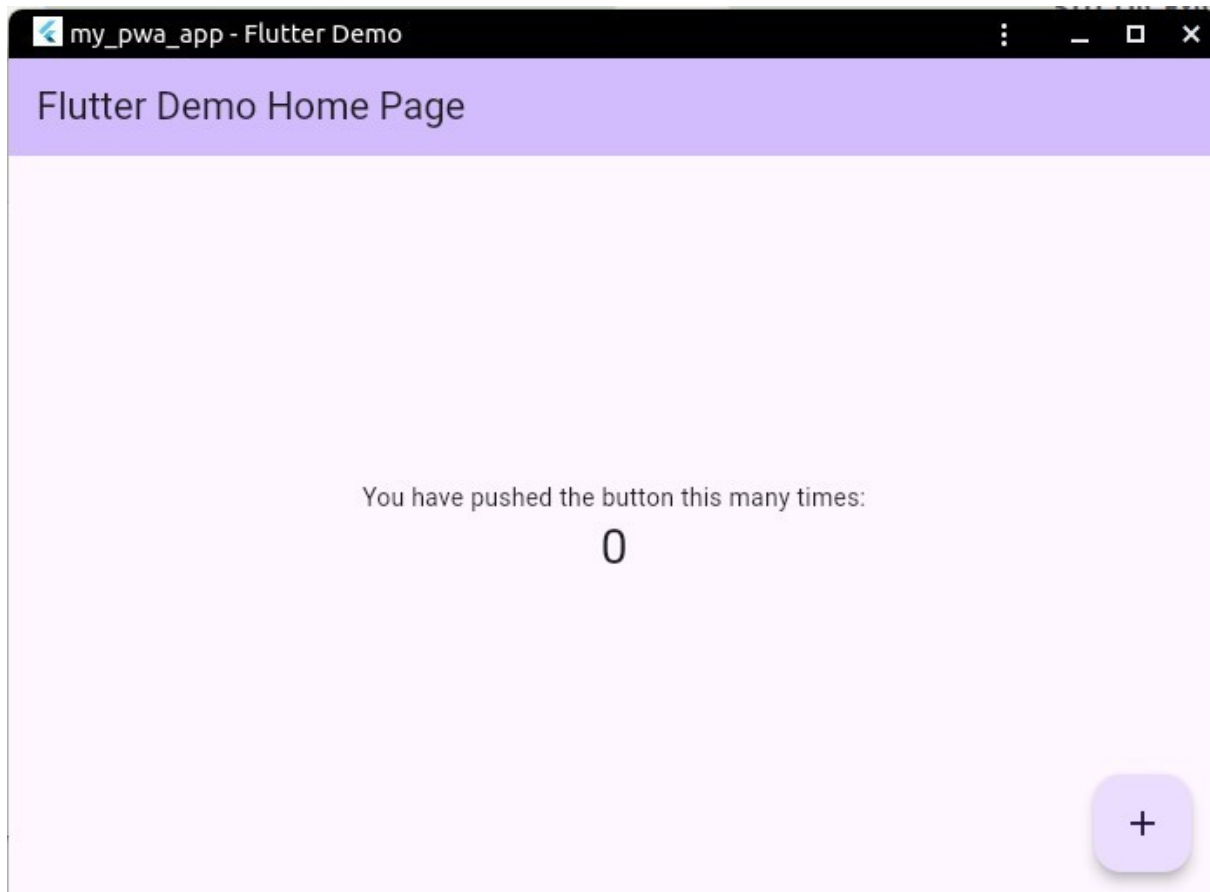 my_pwa_app - Flutter Demo
Flutter Demo Home Page
You have pushed the button this many times:
0
+